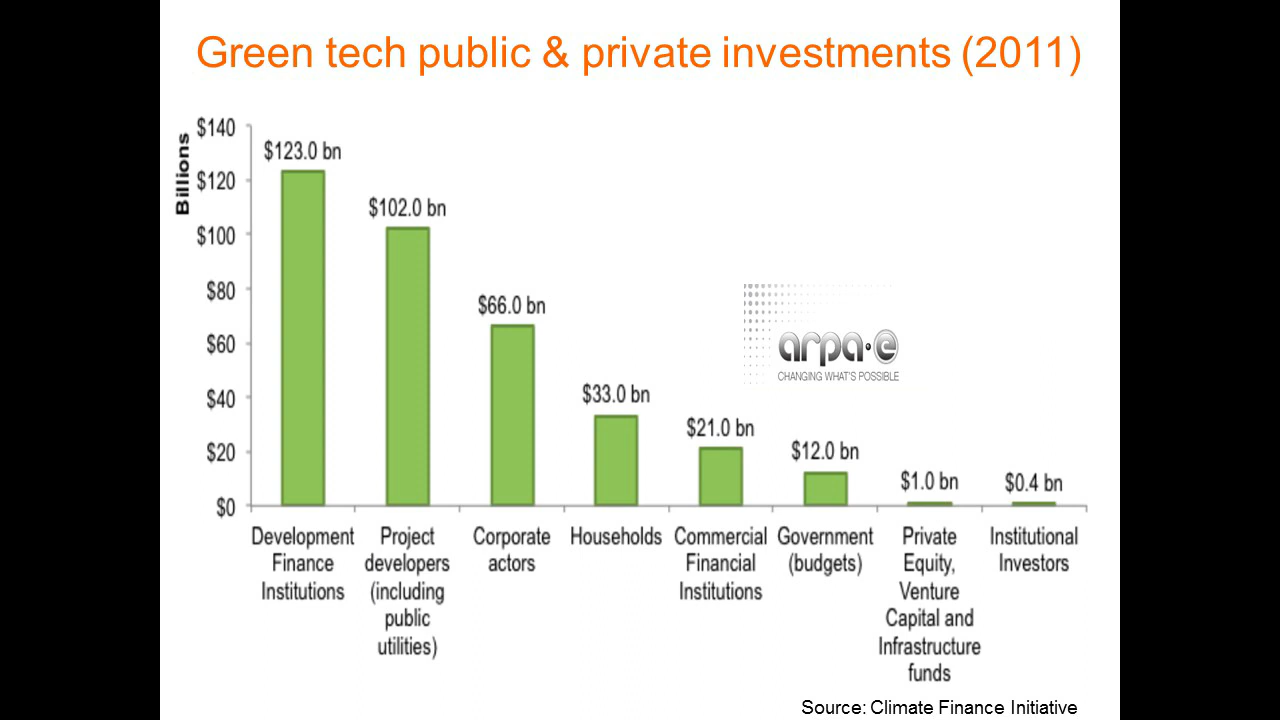 Green tech public & private investments (2011)
Billions
$140
$120
$100
$80
$60
$40
$20
$0
$123.0 bn
$102.0 bn
$66.0 bn
$33.0 bn
$21.0 bn
$12.0 bn
$1.0 bn
$0.4 bn
arpa·e
CHANGING WHAT'S POSSIBLE
Development
Finance
Institutions
Project
developers
(including
public
utilities)
Corporate
actors
Households
Commercial
Financial
Institutions
Government
(budgets)
Private
Equity,
Venture
Capital and
Infrastructure
funds
Institutional
Investors
Source: Climate Finance Initiative